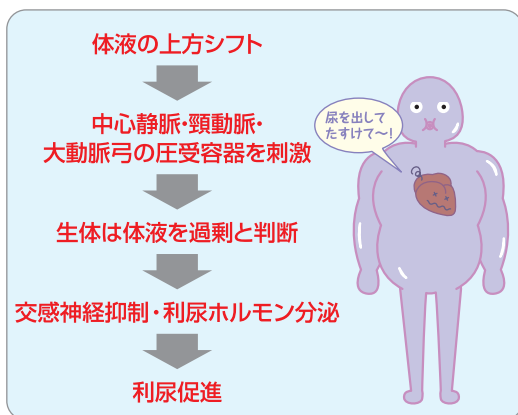 体液の上方シフト
中心静脈・頸動脈・
大動脈弓の圧受容器を刺激
尿を出して
たすけて〜!
生体は体液を過剰と判断
交感神経抑制・利尿ホルモン分泌
利尿促進